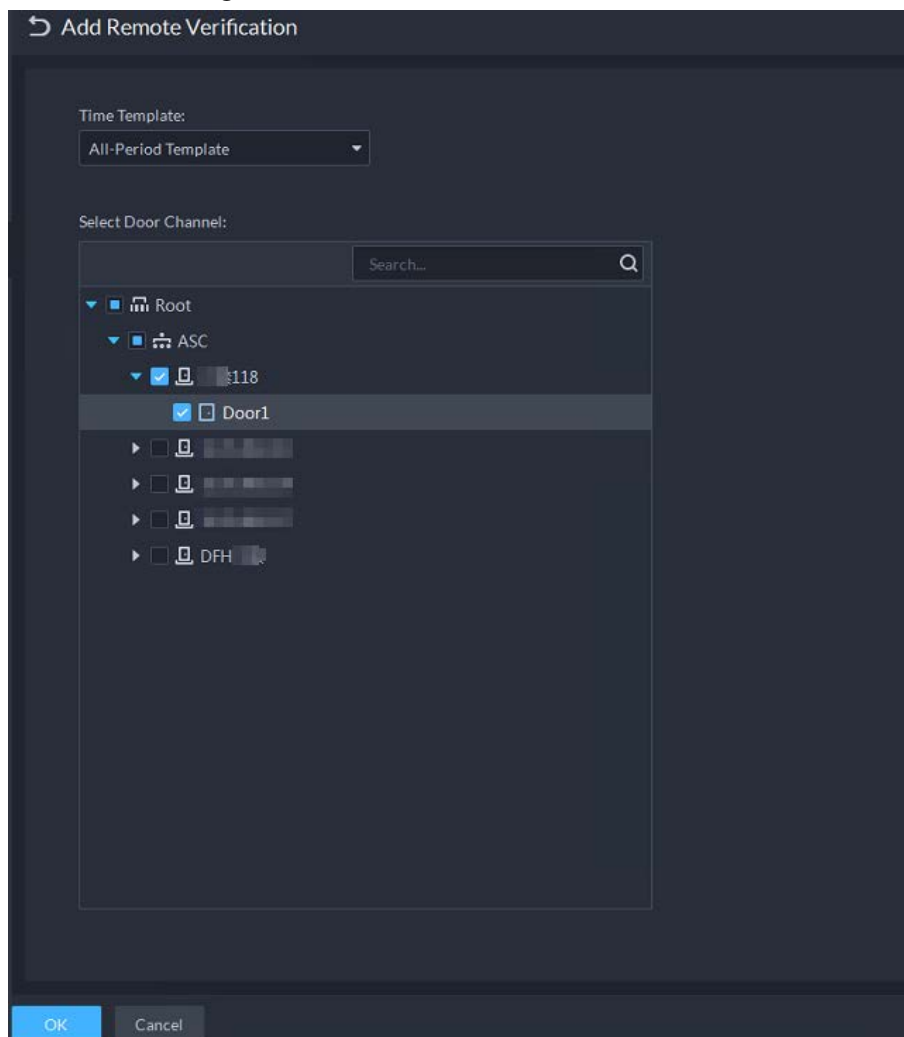 Add Remote Verification
Time Template:
All-Period Template
Select Door Channel:
Search...
Root
ASC
118
Door1
DFH
OK Cancel